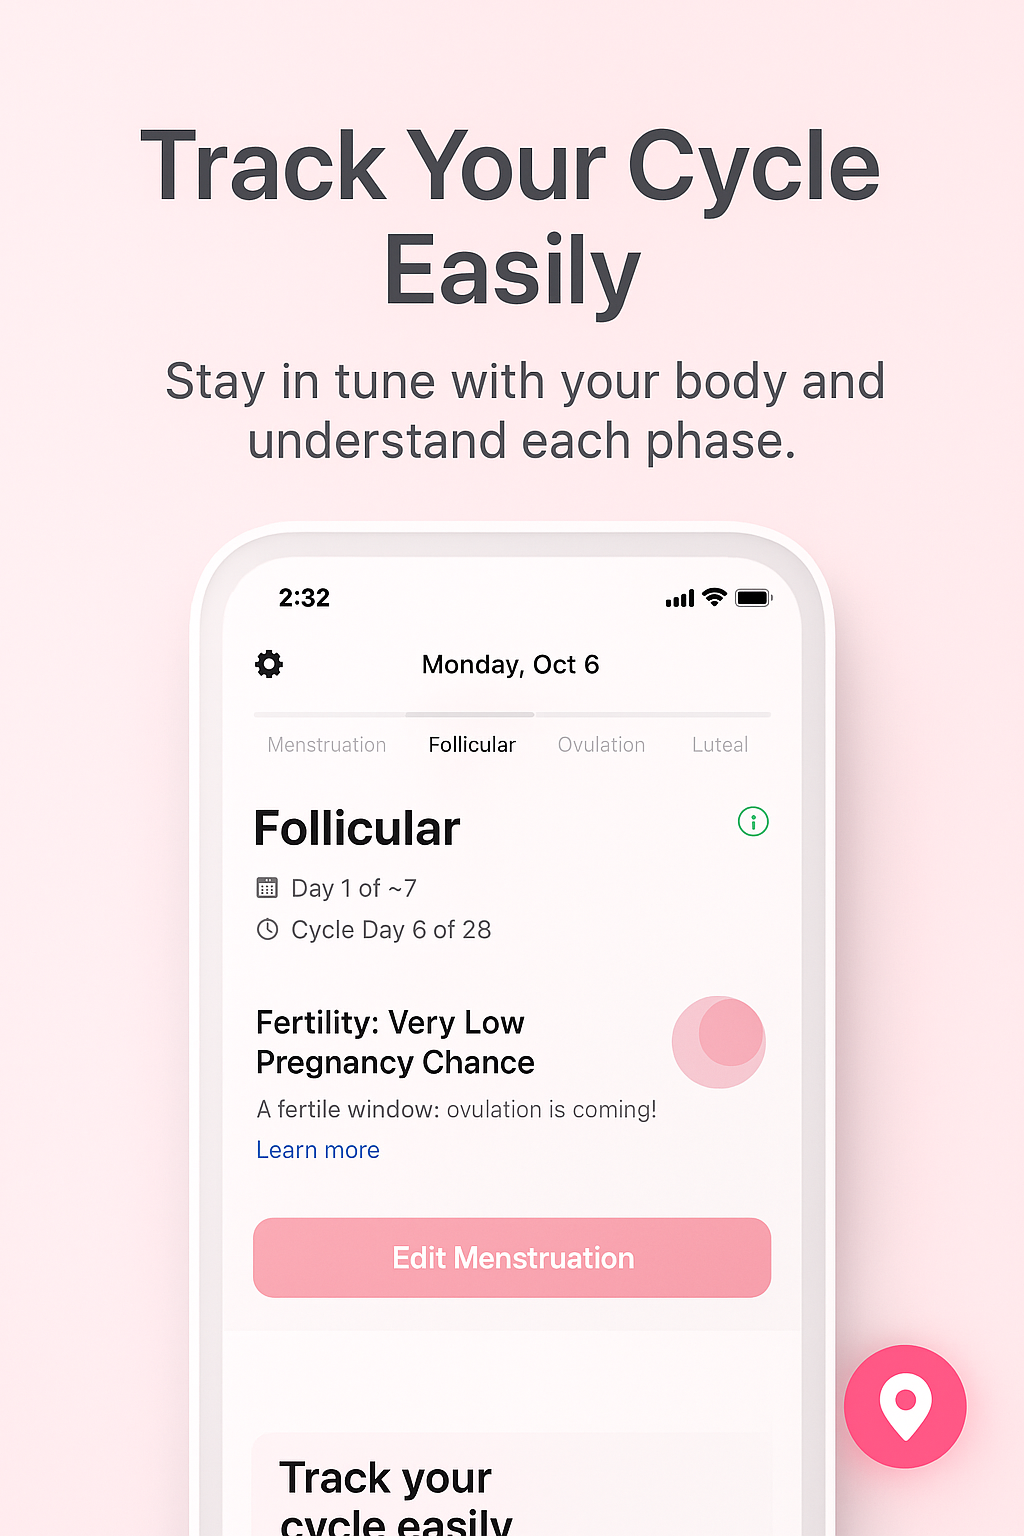 Track Your Cycle
Easily
Stay in tune with your body and
understand each phase.
2:32
Monday, Oct 6
Menstruation Follicular Ovulation Luteal
Follicular
Day 1 of ~7
Cycle Day 6 of 28
Fertility: Very Low
Pregnancy Chance
A fertile window: ovulation is coming!
Learn more
Edit Menstruation
Track your
cycle easily